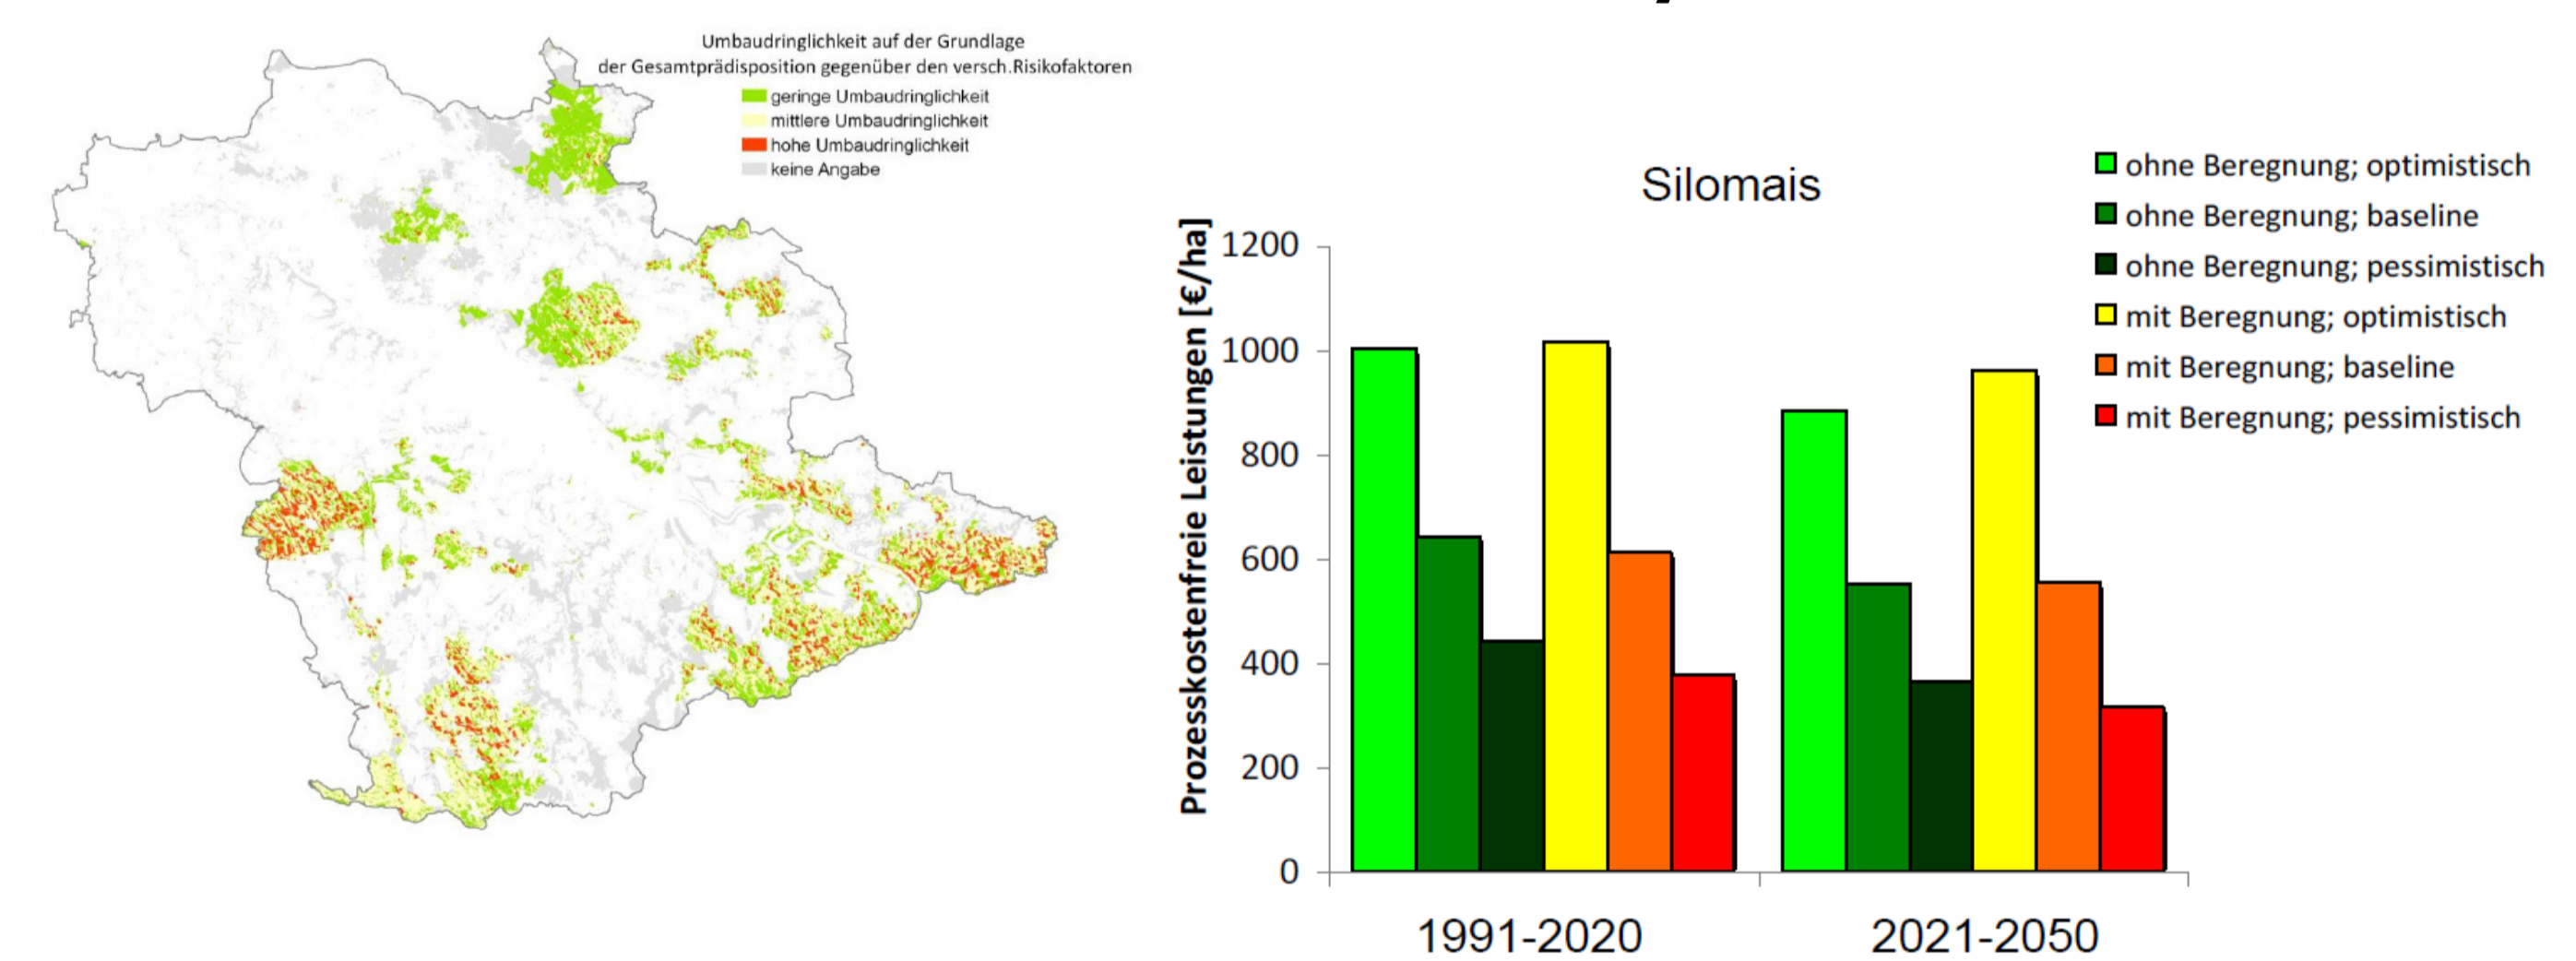 Umbaudringlichkeit auf der Grundlage
der Gesamtprädisposition gegenüber den versch.Risikofaktoren
geringe Umbaudringlichkeit
mittlere Umbaudringlichkeit
hohe Umbaudringlichkeit
keine Angabe
Silomais
ohne Beregnung; optimistisch
ohne Beregnung; baseline
ohne Beregnung; pessimistisch
mit Beregnung; optimistisch
mit Beregnung; baseline
mit Beregnung; pessimistisch
Prozesskostenfreie Leistungen [€/ha]
1200
1000
800
600
400
200
0
1991-2020
2021-2050